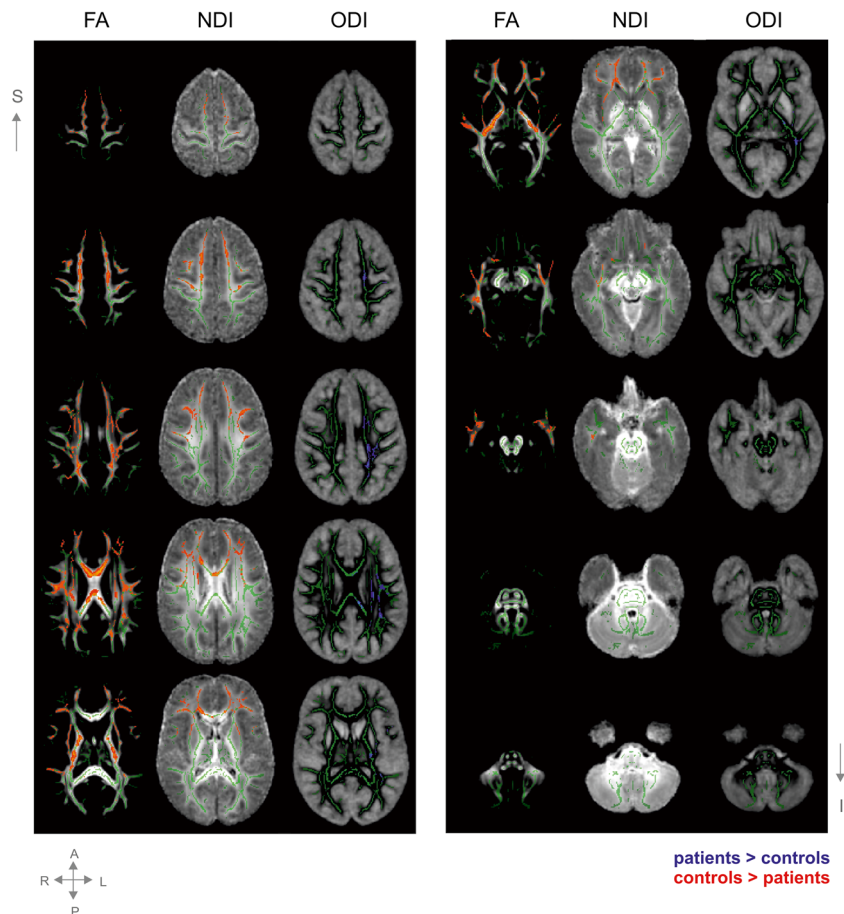 FA NDI ODI FA NDI ODI
S
I
A
R L
P
patients > controls
controls > patients